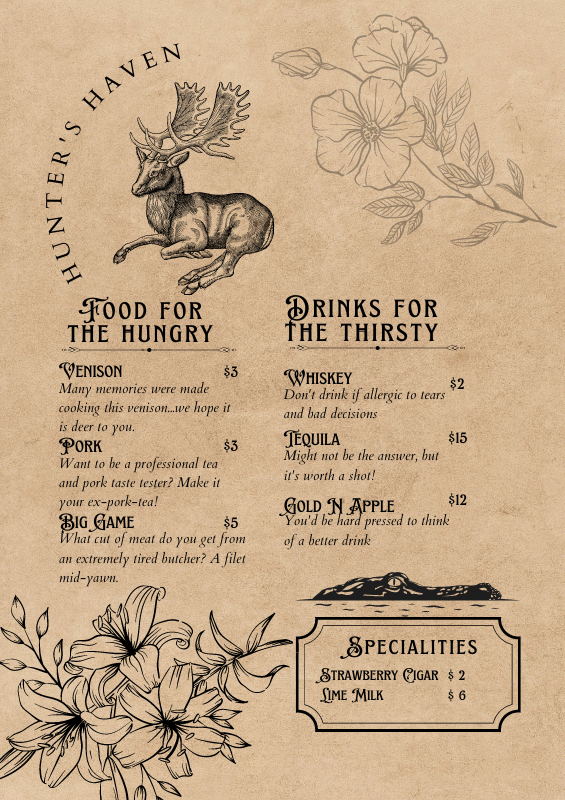 HUNTER'S HAVEN
FOOD FOR
THE HUNGRY
VENISON $3
Many memories were made
cooking this venison...we hope it
is deer to you.
PORK $3
Want to be a professional tea
and pork taste tester? Make it
your ex-pork-tea!
BIG GAME $5
What cut of meat do you get from
an extremely tired butcher? A filet
mid-yawn.
DRINKS FOR
THE THIRSTY
WHISKEY $2
Don't drink if allergic to tears
and bad decisions
TEQUILA $15
Might not be the answer, but
it's worth a shot!
GOLD 'N APPLE $12
You'd be hard pressed to think
of a better drink
SPECIALITIES
STRAWBERRY CIGAR $ 2
LIME MILK $ 6